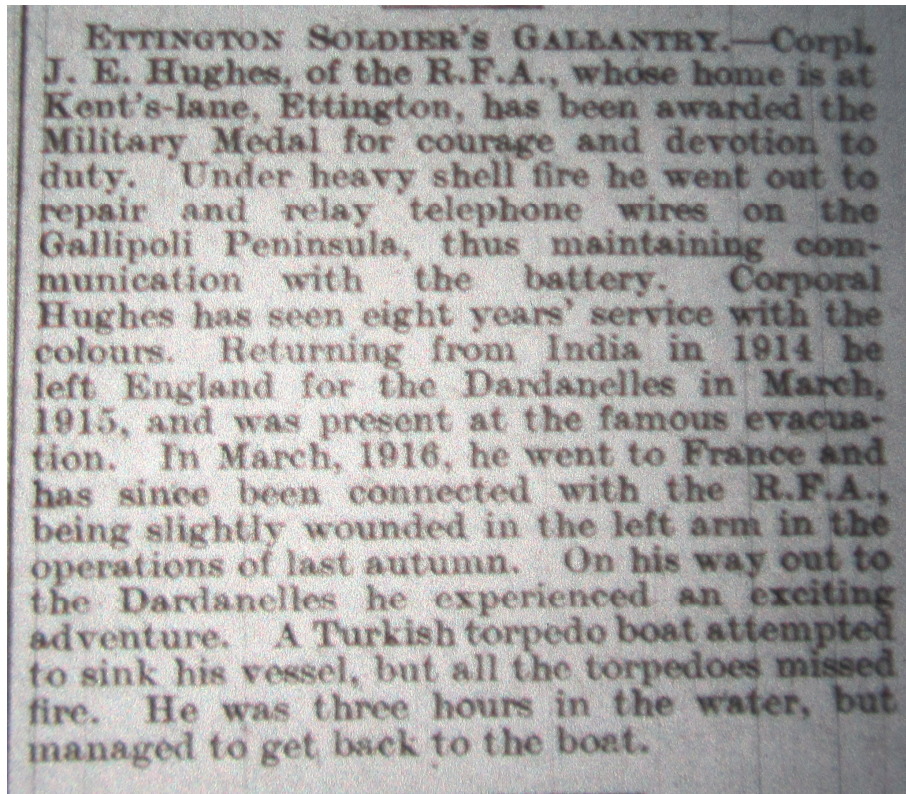 ETTINGTON SOLDIER'S GALLANTRY.—Corpl.
J. E. Hughes, of the R.F.A., whose home is at
Kent's-lane, Ettington, has been awarded the
Military Medal for courage and devotion to
duty. Under heavy shell fire he went out to
repair and relay telephone wires on the
Gallipoli Peninsula, thus maintaining com-
munication with the battery. Corporal
Hughes has seen eight years' service with the
colours. Returning from India in 1914 he
left England for the Dardanelles in March,
1915, and was present at the famous evacua-
tion. In March, 1916, he went to France and
has since been connected with the R.F.A.,
being slightly wounded in the left arm in the
operations of last autumn. On his way out to
the Dardanelles he experienced an exciting
adventure. A Turkish torpedo boat attempted
to sink his vessel, but all the torpedoes missed
fire. He was three hours in the water, but
managed to get back to the boat.